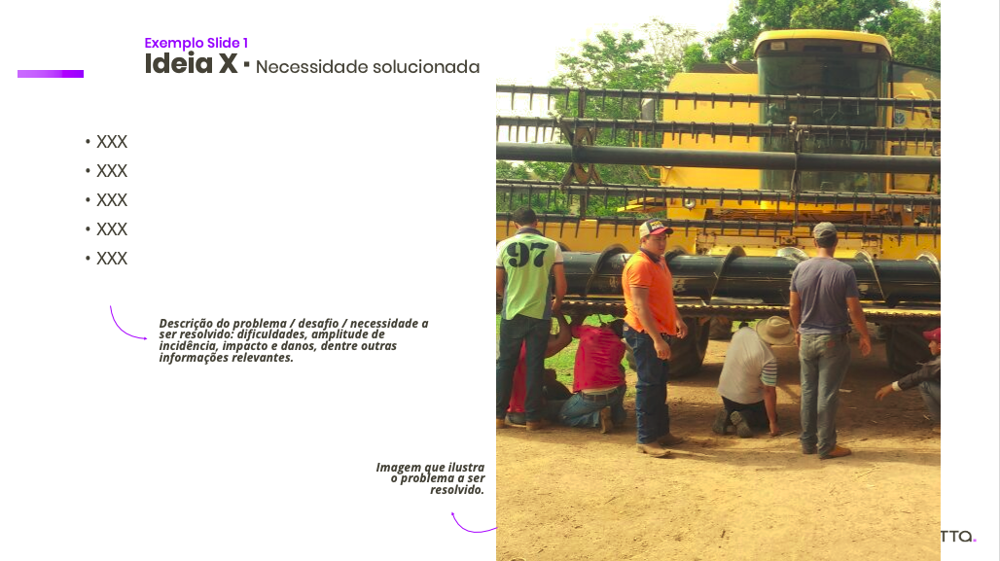 Exemplo Slide 1
Ideia X ∙ Necessidade solucionada
• XXX
• XXX
• XXX
• XXX
• XXX
Descrição do problema / desafio / necessidade a
ser resolvido: dificuldades, amplitude de
incidência, impacto e danos, dentre outras
informações relevantes.
97
Imagem que ilustra
o problema a ser
resolvido.